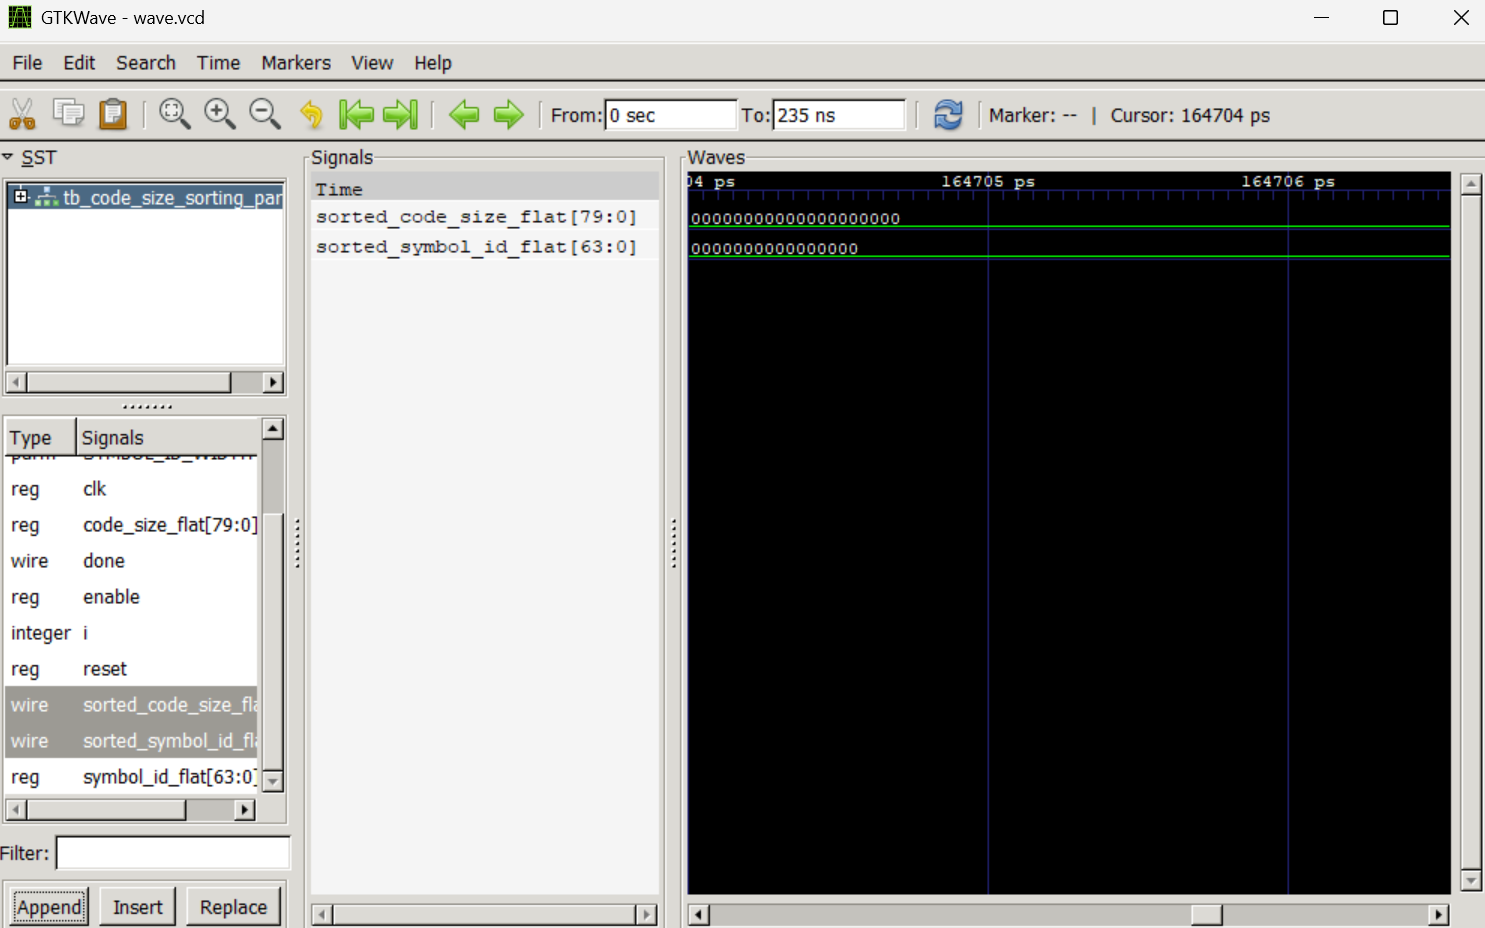 GTKWave - wave.vcd
File Edit Search Time Markers View Help
From: 0 sec To: 235 ns Marker: -- | Cursor: 164704 ps
SST
tb_code_size_sorting_par
Type Signals
reg clk
reg code_size_flat[79:0]
wire done
reg enable
integer i
reg reset
wire sorted_code_size_fla
wire sorted_symbol_id_fl
reg symbol_id_flat[63:0]
Filter:
Append Insert Replace
Signals
Time
sorted_code_size_flat[79:0]
sorted_symbol_id_flat[63:0]
Waves
04 ps 164705 ps 164706 ps
00000000000000000000
0000000000000000